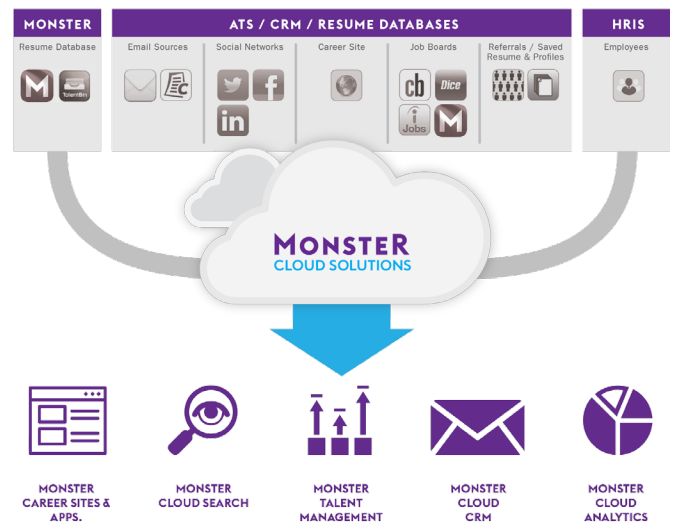 MONSTER
ATS / CRM / RESUME DATABASES
HRIS
Resume Database
Email Sources
Social Networks
Career Site
Job Boards
Referrals / Saved
Resume & Profiles
Employees
M
TalentBin
C
f
in
cb
Dice
i
Jobs
M
MONSTER
CLOUD SOLUTIONS
MONSTER
CAREER SITES &
APPS.
MONSTER
CLOUD SEARCH
MONSTER
TALENT
MANAGEMENT
MONSTER
CLOUD
CRM
MONSTER
CLOUD
ANALYTICS